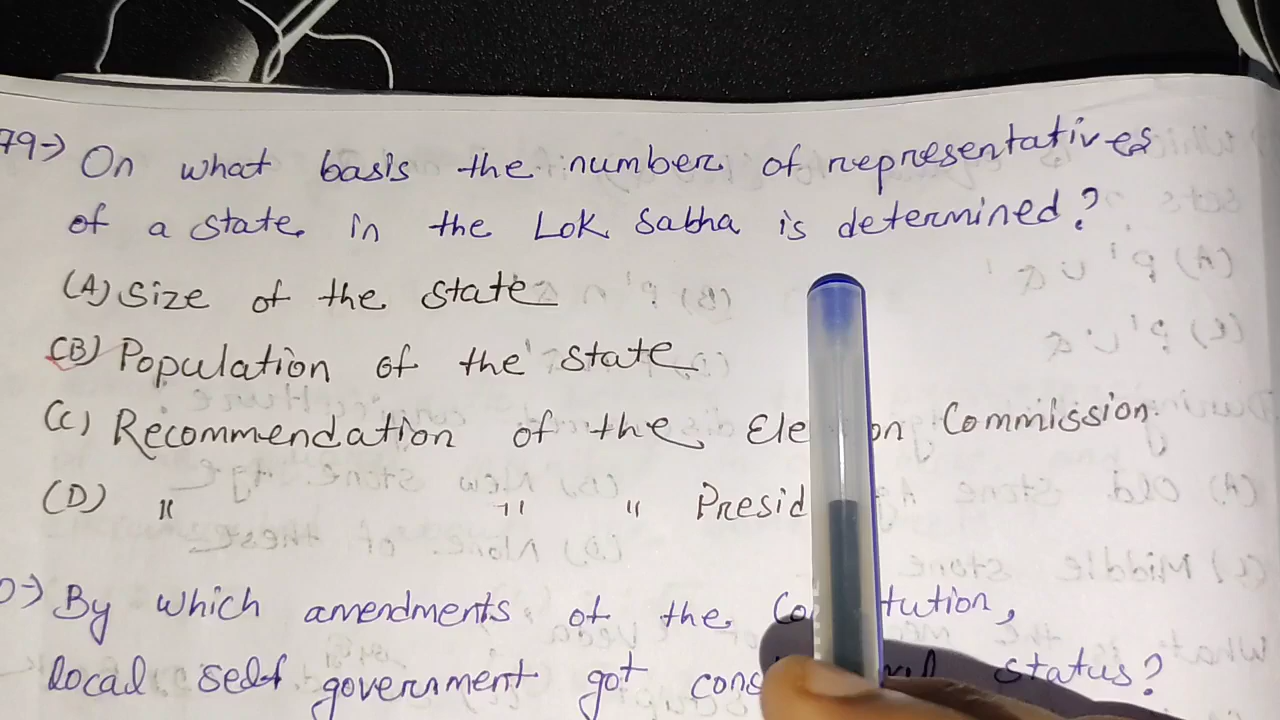 79→ On what basis the number of representatives
of a state in the Lok Sabha is determined?
(A) Size of the state
(B) Population of the state
(C) Recommendation of the Commission
(D) " " "
By which amendments of the
local self government got status?